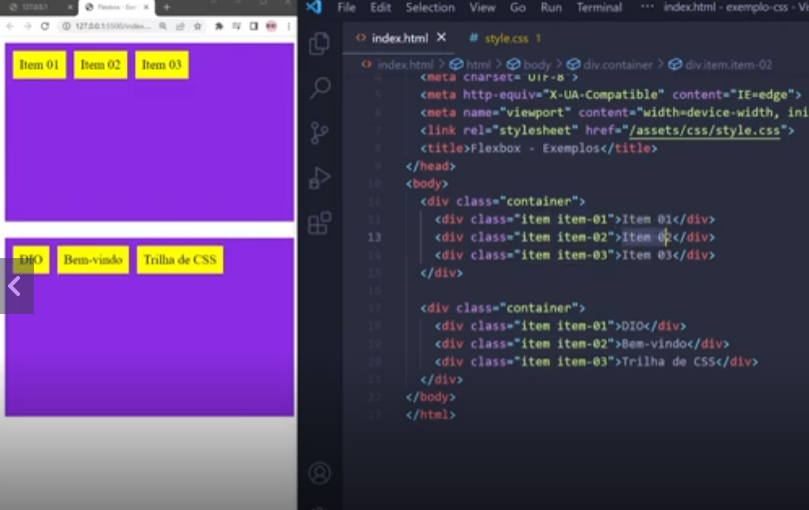 127.0.0.1
Flexbox - Exe
127.0.0.1:5500/index...
Item 01 Item 02 Item 03
DIO Bem-vindo Trilha de CSS
File Edit Selection View Go Run Terminal ··· index.html - exemplo-css - Vi
<> index.html × # style.css 1
<> index.html > html > body > div.container > div.item.item-02
4 <meta charset="UTF-8">
5 <meta http-equiv="X-UA-Compatible" content="IE=edge">
6 <meta name="viewport" content="width=device-width, ini
7 <link rel="stylesheet" href="/assets/css/style.css">
8 <title>Flexbox - Exemplos</title>
9 </head>
10 <body>
<div class="container">
<div class="item item-01">Item 01</div>
13 <div class="item item-02">Item 02</div>
14 <div class="item item-03">Item 03</div>
15 </div>
16
17 <div class="container">
<div class="item item-01">DIO</div>
<div class="item item-02">Bem-vindo</div>
20 <div class="item item-03">Trilha de CSS</div>
21 </div>
22 </body>
23 </html>